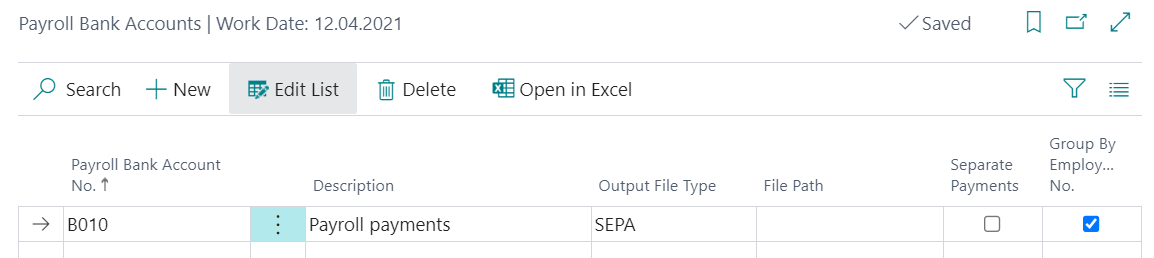 Payroll Bank Accounts | Work Date: 12.04.2021 Saved
Search New Edit List Delete Open in Excel
Payroll Bank Account No. ↑ Description Output File Type File Path Separate Payments Group By Employ... No.
B010 Payroll payments SEPA